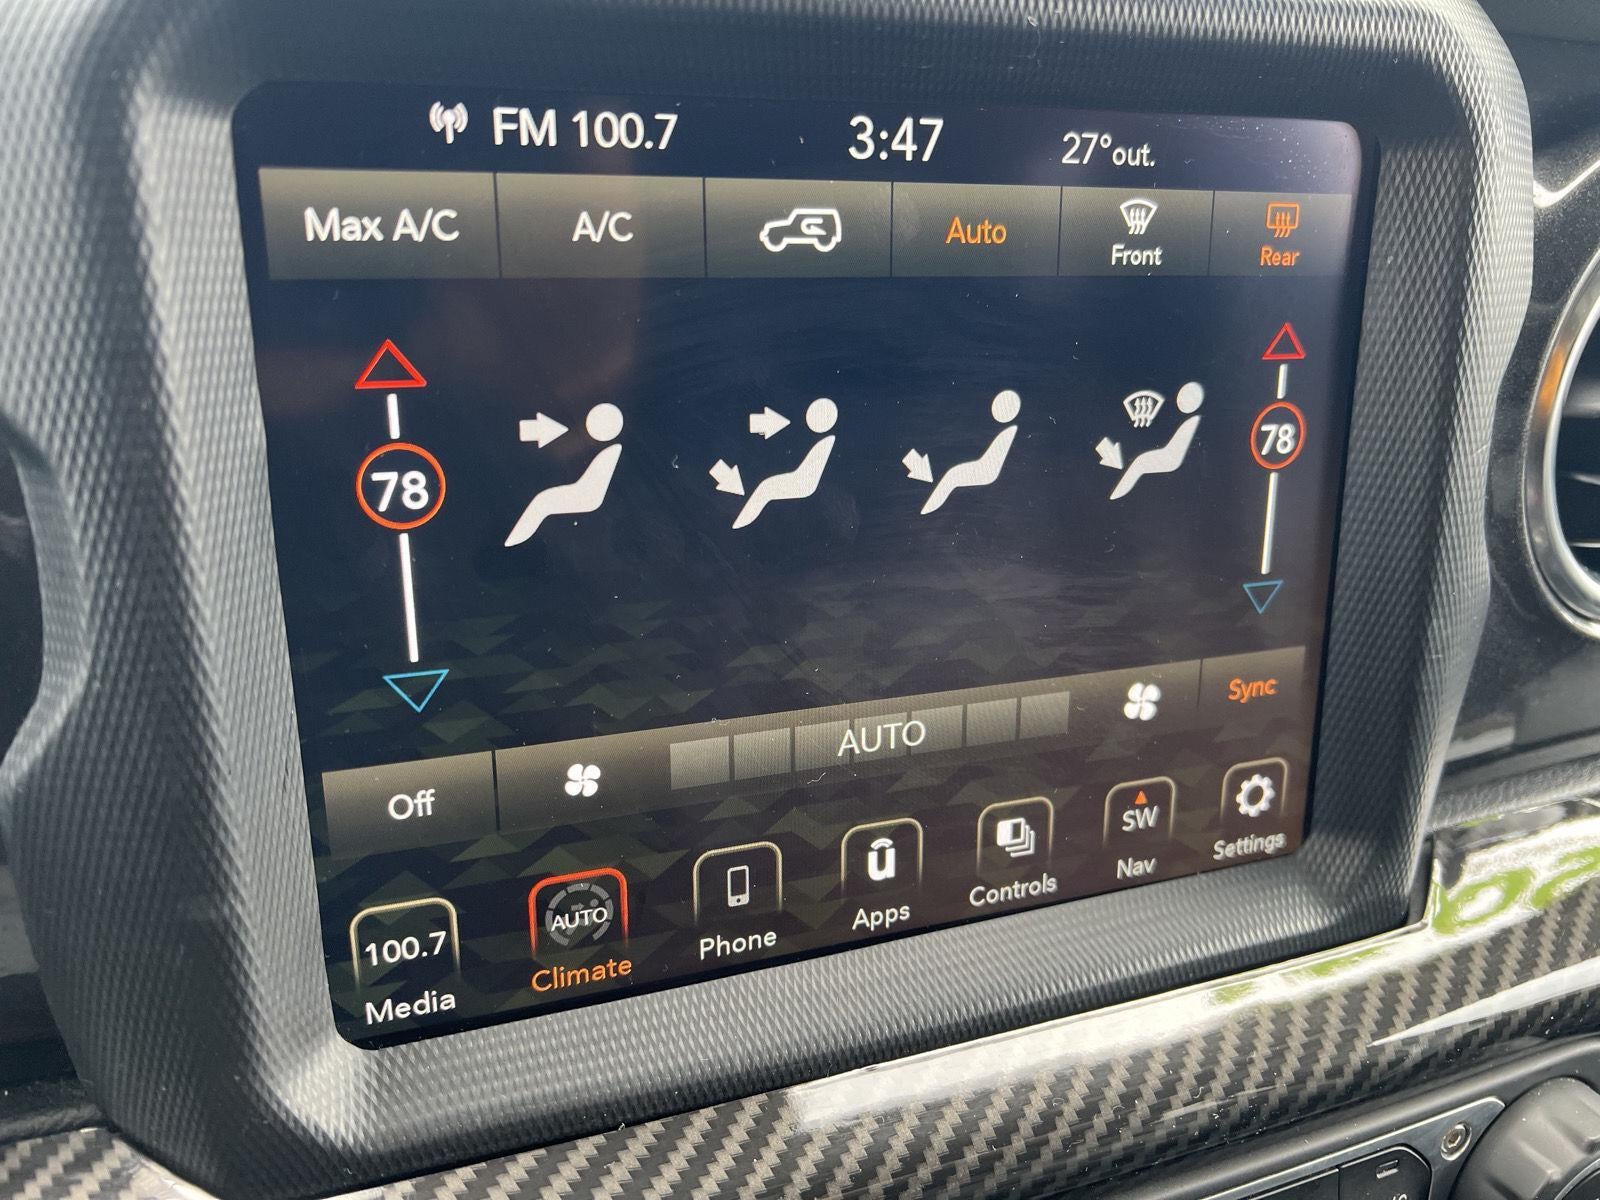 FM 100.7 3:47 27°out.
Max A/C A/C Auto Front Rear
78 78
Sync
AUTO
Off
100.7 AUTO SW
Media Climate Phone Apps Controls Nav Settings